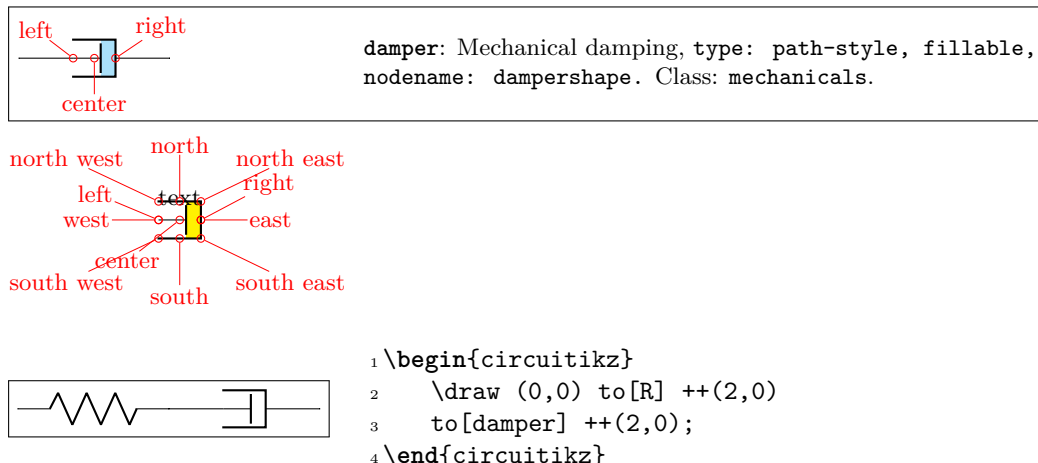 left
right
center
damper: Mechanical damping, type: path-style, fillable,
nodename: dampershape. Class: mechanicals.
north
north west
north east
text
right
left
west
east
center
south west
south east
south
1 \begin{circuitikz}
2 \draw (0,0) to[R] ++(2,0)
3 to[damper] ++(2,0);
4 \end{circuitikz}